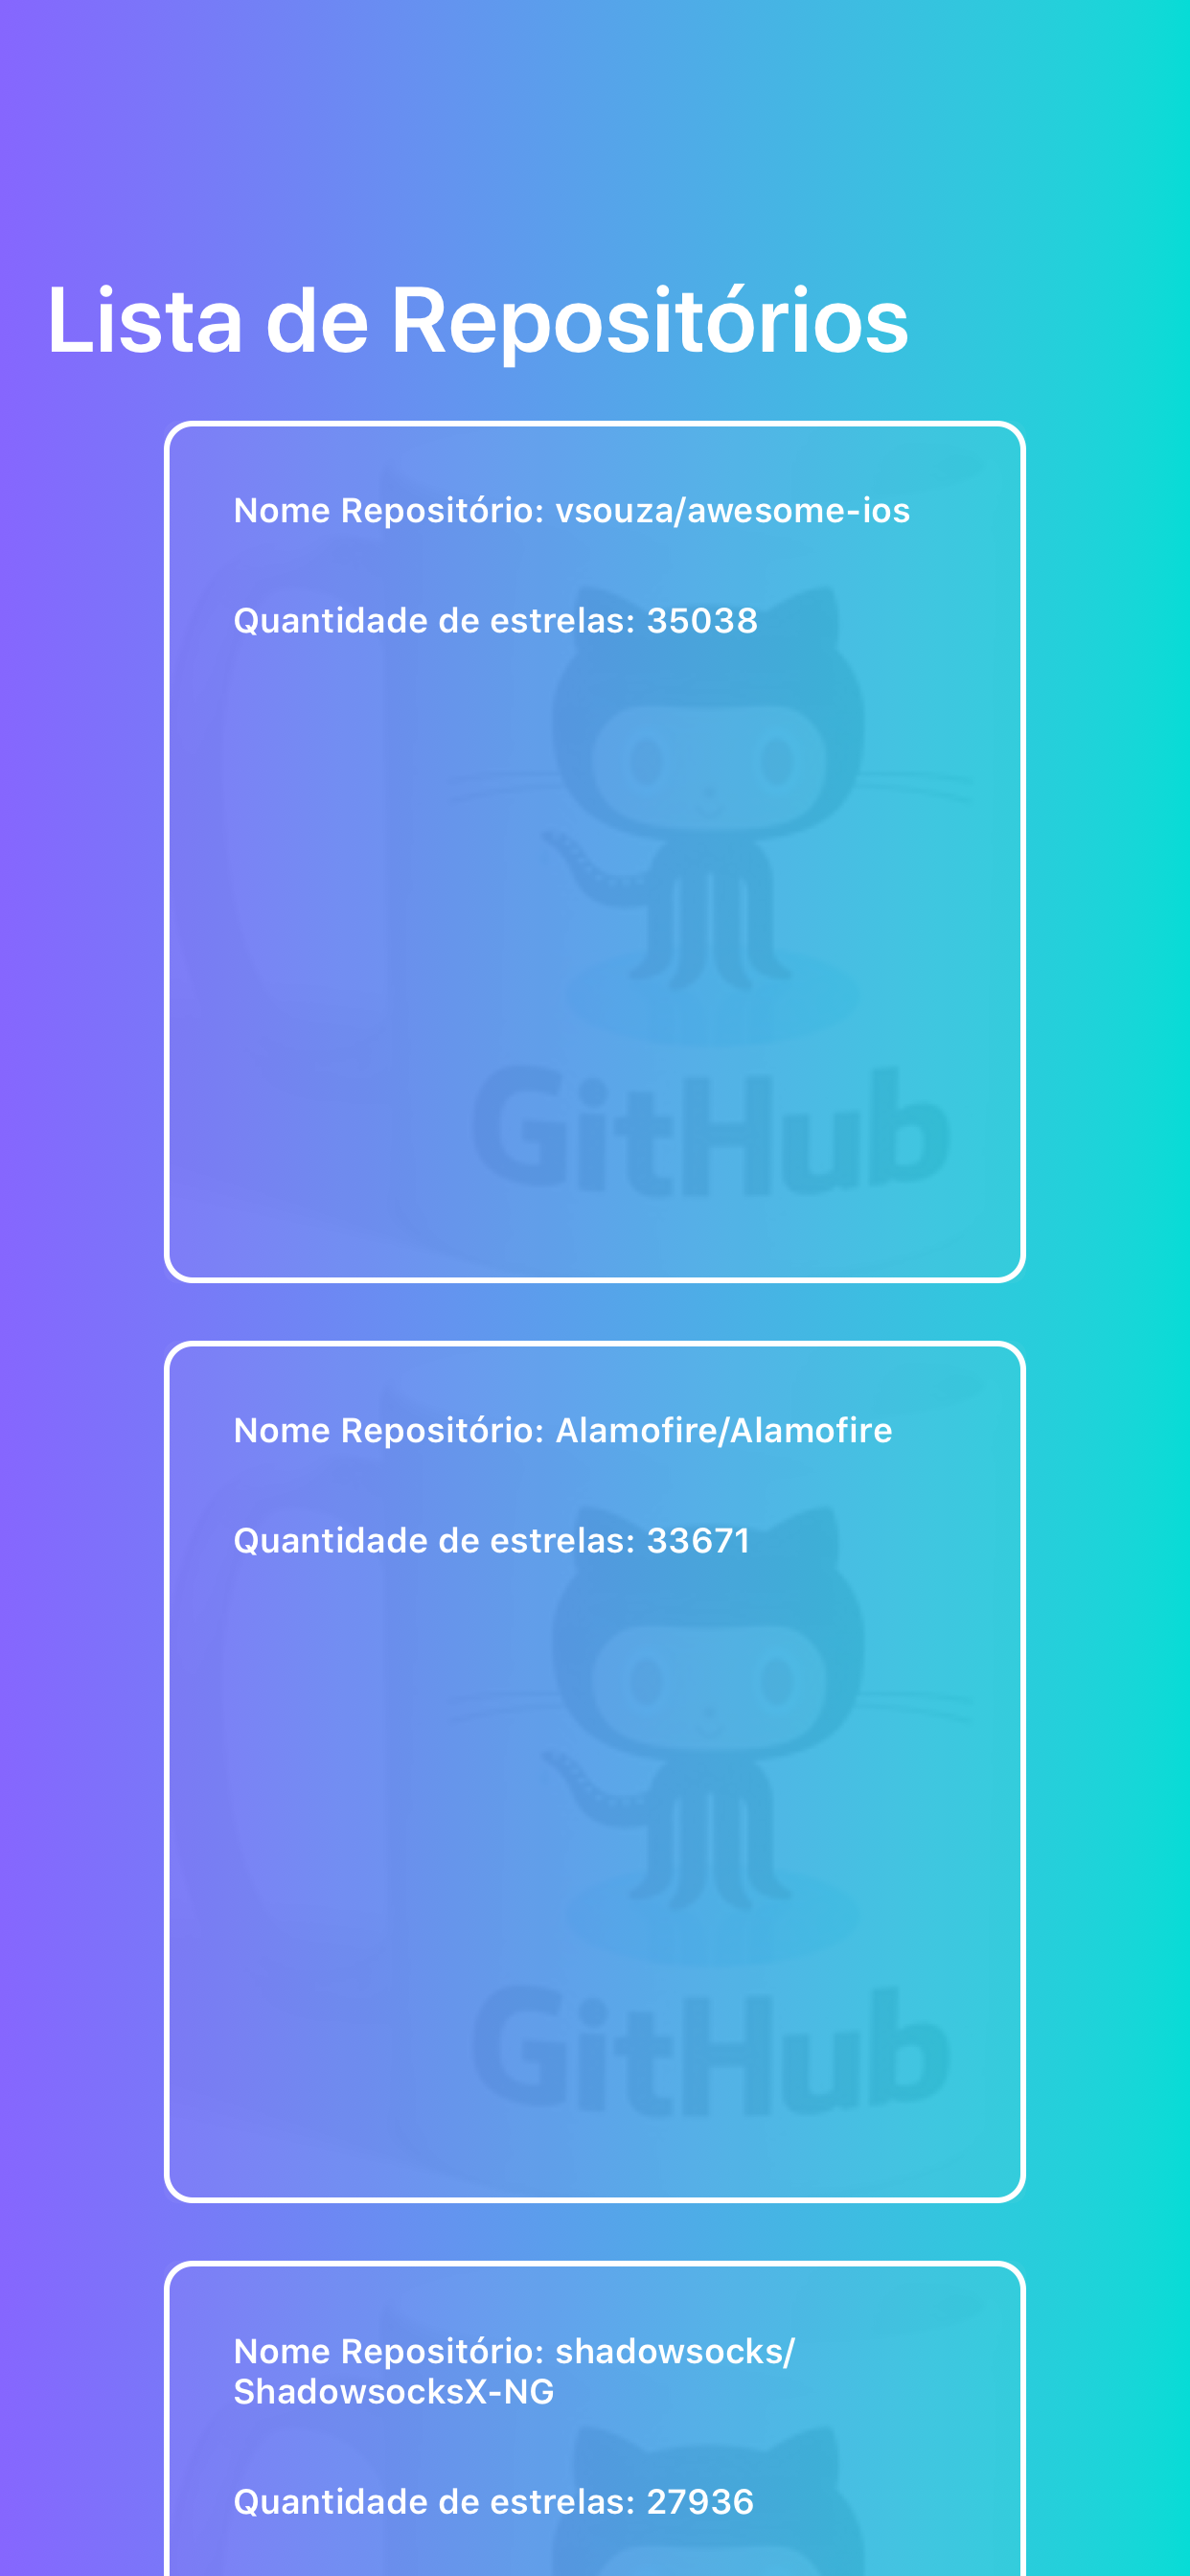 Lista de Repositórios
Nome Repositório: vsouza/awesome-ios
Quantidade de estrelas: 35038
GitHub
Nome Repositório: Alamofire/Alamofire
Quantidade de estrelas: 33671
GitHub
Nome Repositório: shadowsocks/
ShadowsocksX-NG
Quantidade de estrelas: 27936